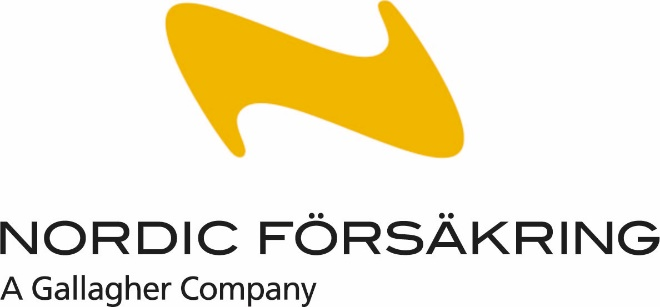 NORDIC FÖRSÄKRING
A Gallagher Company